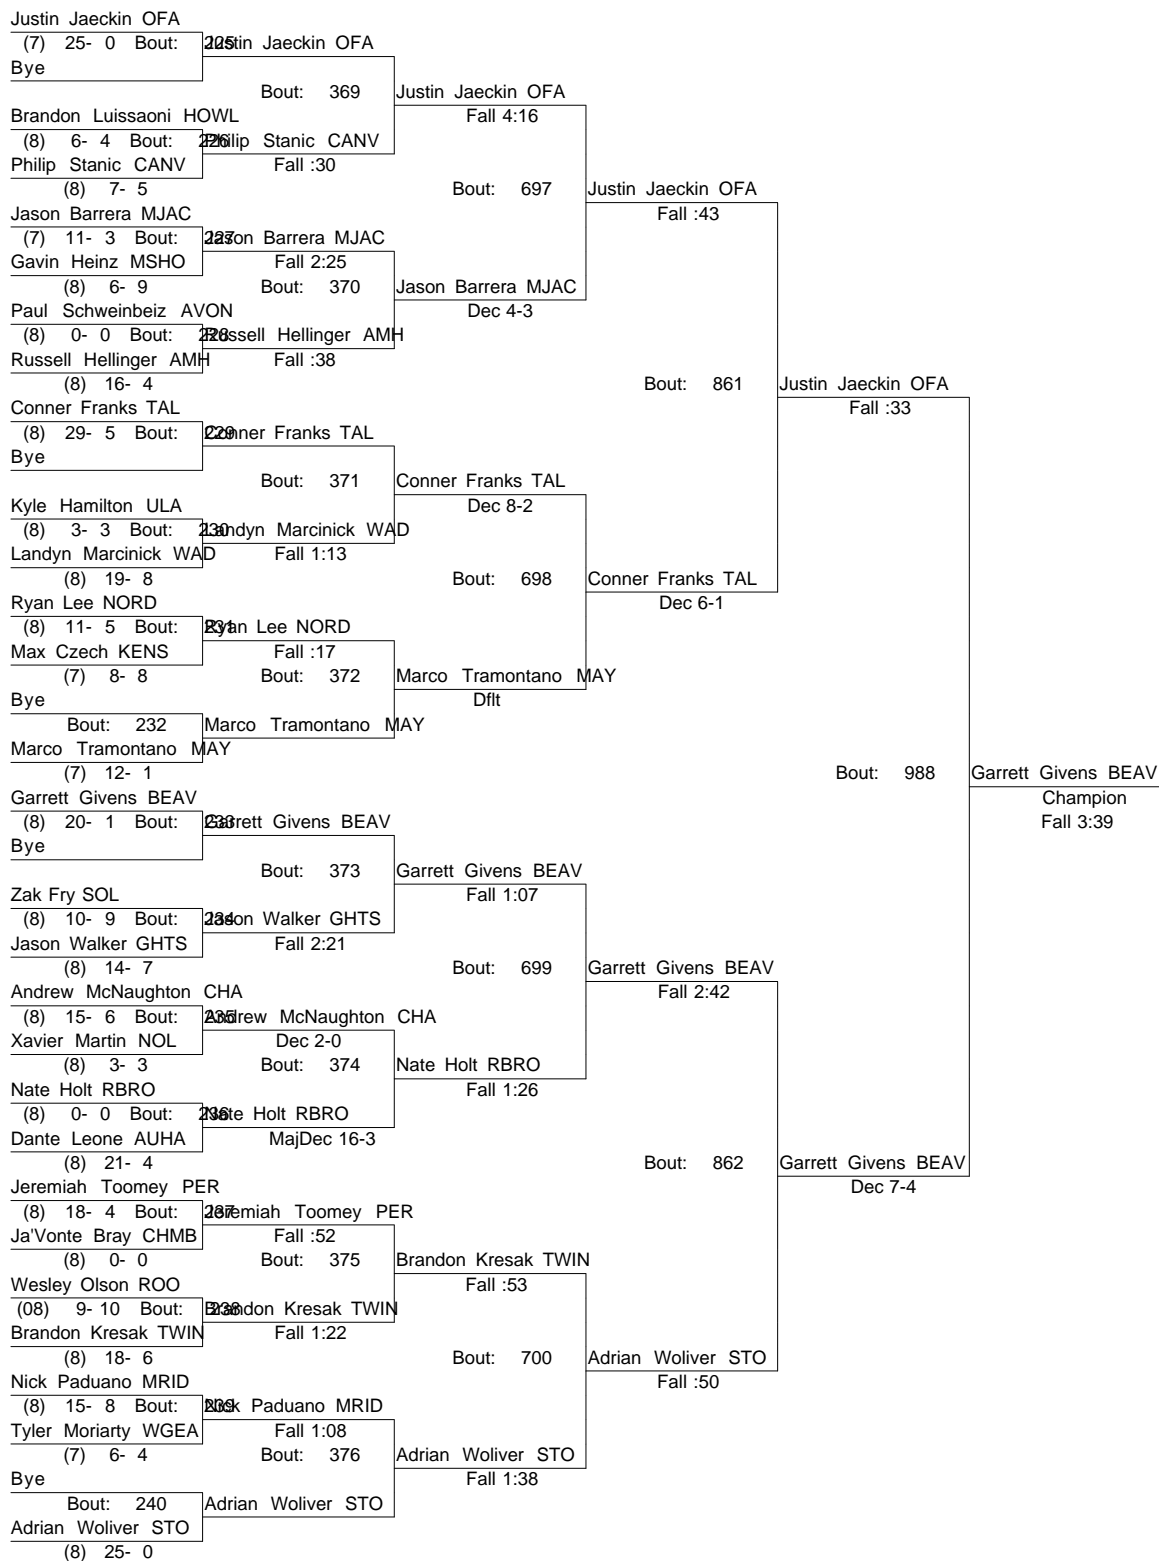 Justin Jaeckin OFA
(7) 25- 0 Bout: 225 Justin Jaeckin OFA
Bye
Bout: 369 Justin Jaeckin OFA
Fall 4:16
Brandon Luissaoni HOWL
(8) 6- 4 Bout: 226 Philip Stanic CANV
Philip Stanic CANV Fall :30
(8) 7- 5 Bout: 697 Justin Jaeckin OFA
Jason Barrera MJAC Fall :43
(7) 11- 3 Bout: 227 Jason Barrera MJAC
Gavin Heinz MSHO Fall 2:25
(8) 6- 9 Bout: 370 Jason Barrera MJAC
Paul Schweinbeiz AVON Dec 4-3
(8) 0- 0 Bout: 228 Russell Hellinger AMH
Russell Hellinger AMH Fall :38
(8) 16- 4 Bout: 861 Justin Jaeckin OFA
Conner Franks TAL Fall :33
(8) 29- 5 Bout: 229 Conner Franks TAL
Bye
Bout: 371 Conner Franks TAL
Kyle Hamilton ULA Dec 8-2
(8) 3- 3 Bout: 230 Landyn Marcinick WAD
Landyn Marcinick WAD Fall 1:13
(8) 19- 8 Bout: 698 Conner Franks TAL
Ryan Lee NORD Dec 6-1
(8) 11- 5 Bout: 231 Ryan Lee NORD
Max Czech KENS Fall :17
(7) 8- 8 Bout: 372 Marco Tramontano MAY
Bye Dflt
Bout: 232 Marco Tramontano MAY
Marco Tramontano MAY
(7) 12- 1 Bout: 988 Garrett Givens BEAV
Garrett Givens BEAV Champion
(8) 20- 1 Bout: 233 Garrett Givens BEAV Fall 3:39
Bye
Bout: 373 Garrett Givens BEAV
Zak Fry SOL Fall 1:07
(8) 10- 9 Bout: 234 Jason Walker GHTS
Jason Walker GHTS Fall 2:21
(8) 14- 7 Bout: 699 Garrett Givens BEAV
Andrew McNaughton CHA Fall 2:42
(8) 15- 6 Bout: 235 Andrew McNaughton CHA
Xavier Martin NOL Dec 2-0
(8) 3- 3 Bout: 374 Nate Holt RBRO
Nate Holt RBRO Fall 1:26
(8) 0- 0 Bout: 236 Nate Holt RBRO
Dante Leone AUHA MajDec 16-3
(8) 21- 4 Bout: 862 Garrett Givens BEAV
Jeremiah Toomey PER Dec 7-4
(8) 18- 4 Bout: 237 Jeremiah Toomey PER
Ja'Vonte Bray CHMB Fall :52
(8) 0- 0 Bout: 375 Brandon Kresak TWIN
Wesley Olson ROO Fall :53
(08) 9- 10 Bout: 238 Brandon Kresak TWIN
Brandon Kresak TWIN Fall 1:22
(8) 18- 6 Bout: 700 Adrian Woliver STO
Nick Paduano MRID Fall :50
(8) 15- 8 Bout: 239 Nick Paduano MRID
Tyler Moriarty WGEA Fall 1:08
(7) 6- 4 Bout: 376 Adrian Woliver STO
Bye Fall 1:38
Bout: 240 Adrian Woliver STO
Adrian Woliver STO
(8) 25- 0